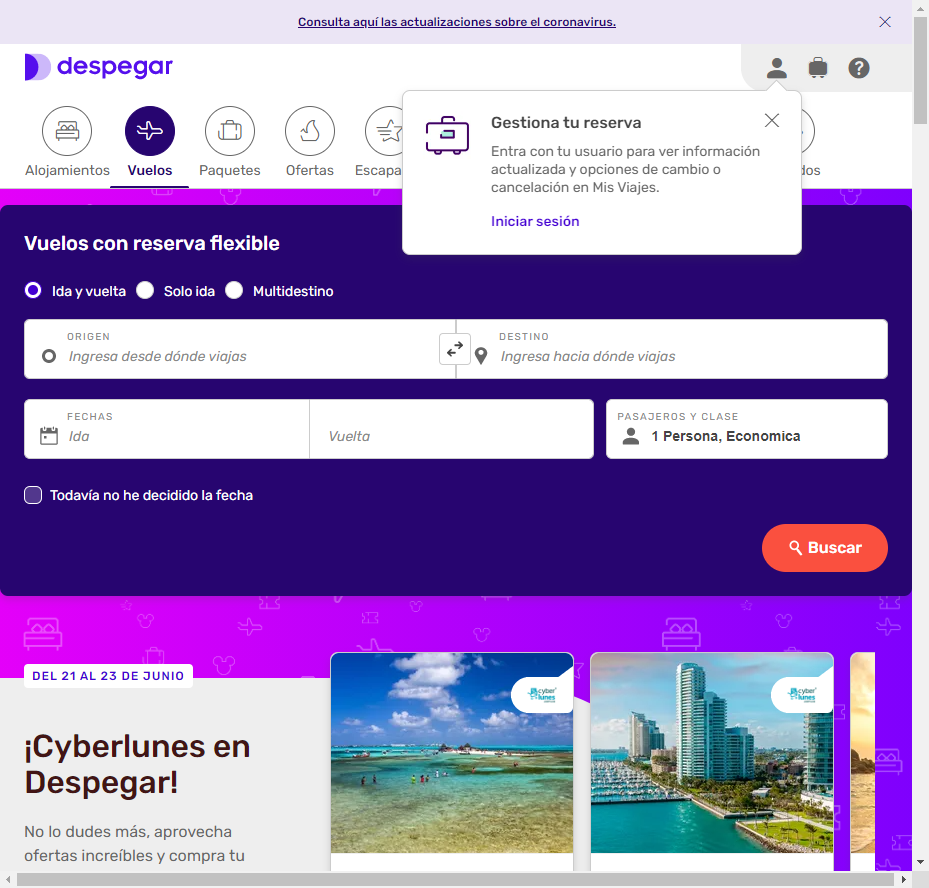 Consulta aquí las actualizaciones sobre el coronavirus.
despegar
Alojamientos
Vuelos
Paquetes
Ofertas
Escapa
dos
Gestiona tu reserva
Entra con tu usuario para ver información
actualizada y opciones de cambio o
cancelación en Mis Viajes.
Iniciar sesión
Vuelos con reserva flexible
Ida y vuelta
Solo ida
Multidestino
ORIGEN
Ingresa desde dónde viajas
DESTINO
Ingresa hacia dónde viajas
FECHAS
Ida
Vuelta
PASAJEROS Y CLASE
1 Persona, Economica
Todavía no he decidido la fecha
Buscar
DEL 21 AL 23 DE JUNIO
¡Cyberlunes en
Despegar!
No lo dudes más, aprovecha
ofertas increíbles y compra tu
cyber
lunes
cyber
lunes